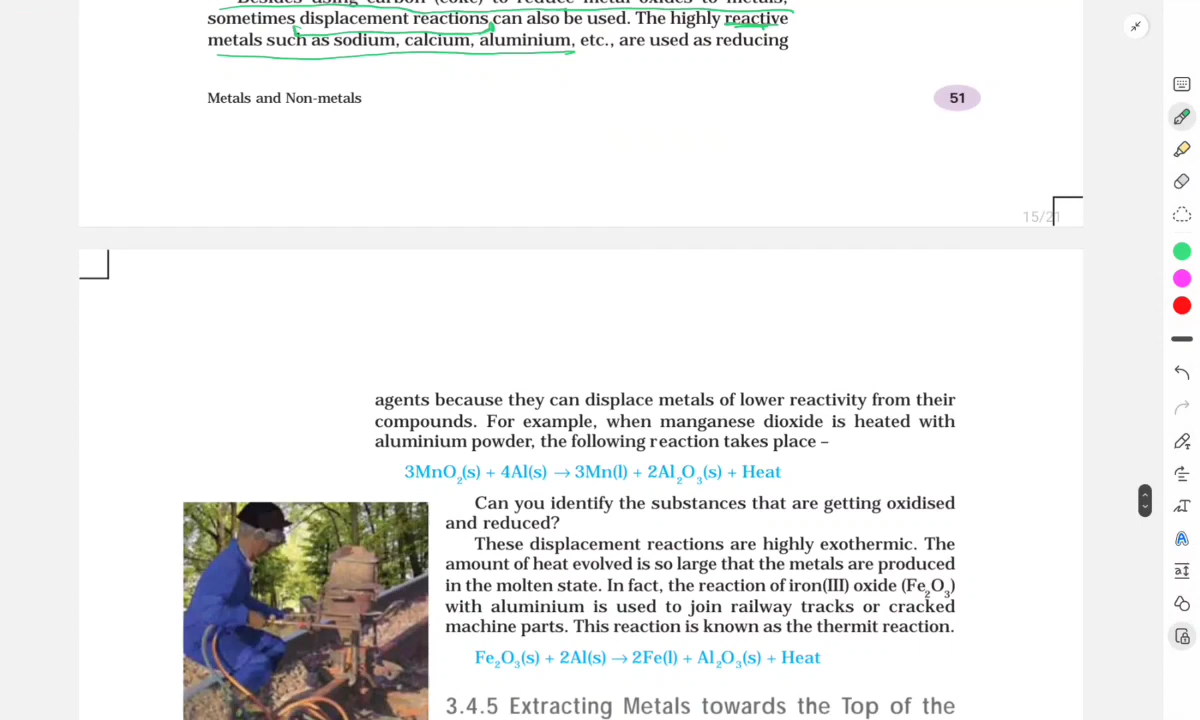 sometimes displacement reactions can also be used. The highly reactive
metals such as sodium, calcium, aluminium, etc., are used as reducing
Metals and Non-metals
51
15/21
agents because they can displace metals of lower reactivity from their
compounds. For example, when manganese dioxide is heated with
aluminium powder, the following reaction takes place –
3MnO₂(s) + 4Al(s) → 3Mn(l) + 2Al₂O₃(s) + Heat
Can you identify the substances that are getting oxidised
and reduced?
These displacement reactions are highly exothermic. The
amount of heat evolved is so large that the metals are produced
in the molten state. In fact, the reaction of iron(III) oxide (Fe₂O₃)
with aluminium is used to join railway tracks or cracked
machine parts. This reaction is known as the thermit reaction.
Fe₂O₃(s) + 2Al(s) → 2Fe(l) + Al₂O₃(s) + Heat
3.4.5 Extracting Metals towards the Top of the